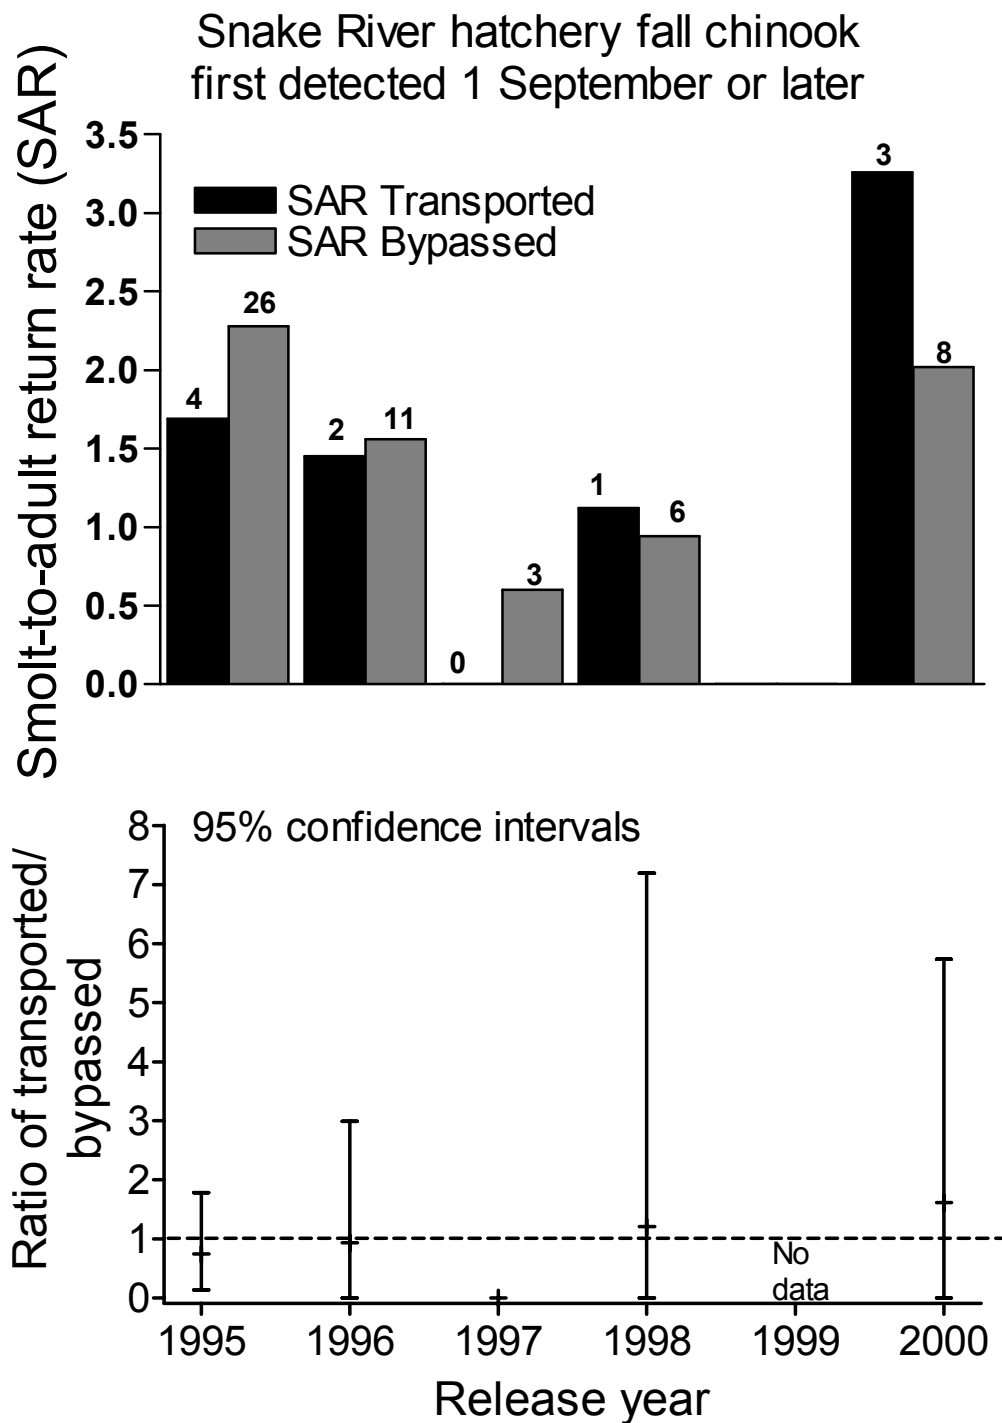 Snake River hatchery fall chinook
first detected 1 September or later
Smolt-to-adult return rate (SAR)
3.5
3.0
2.5
2.0
1.5
1.0
0.5
0.0
SAR Transported
SAR Bypassed
4
26
2
11
0
3
1
6
3
8
Ratio of transported/
bypassed
95% confidence intervals
8
7
6
5
4
3
2
1
0
No
data
1995 1996 1997 1998 1999 2000
Release year